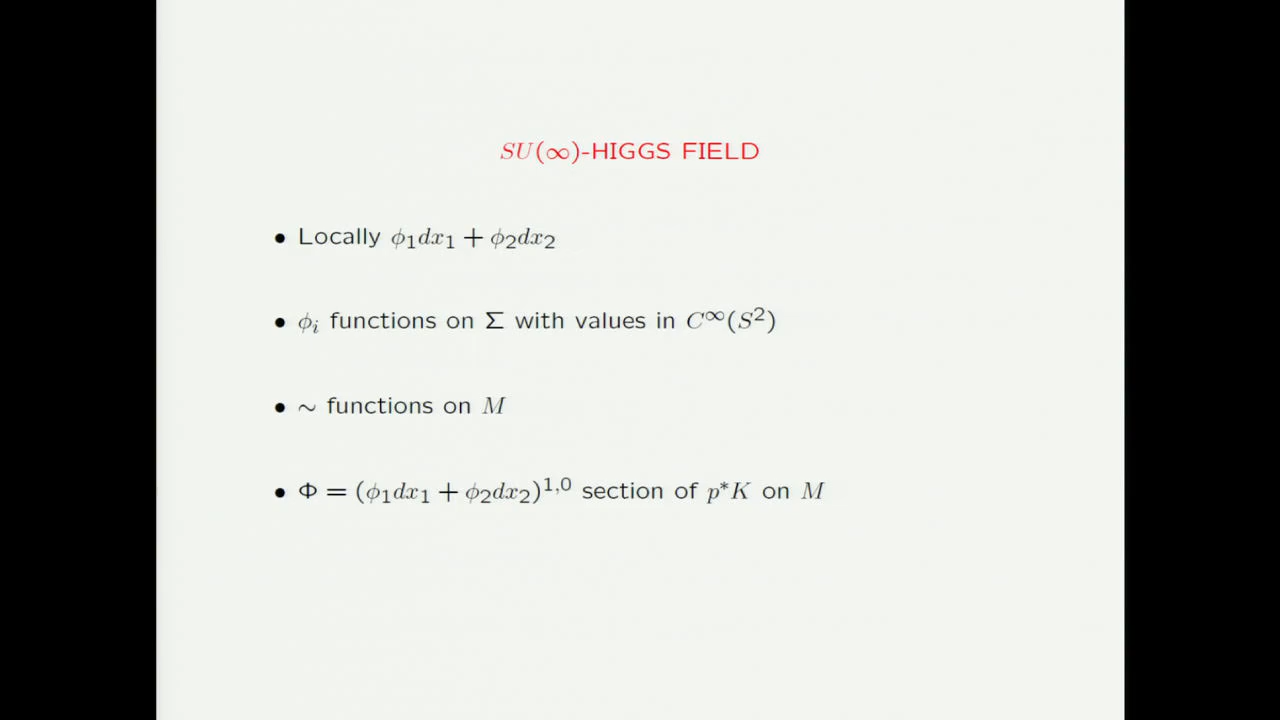 SU(∞)-HIGGS FIELD
• Locally ϕ₁dx₁ + ϕ₂dx₂
• ϕᵢ functions on Σ with values in C^∞(S²)
• ∼ functions on M
• Φ = (ϕ₁dx₁ + ϕ₂dx₂)^{1,0} section of p*K on M